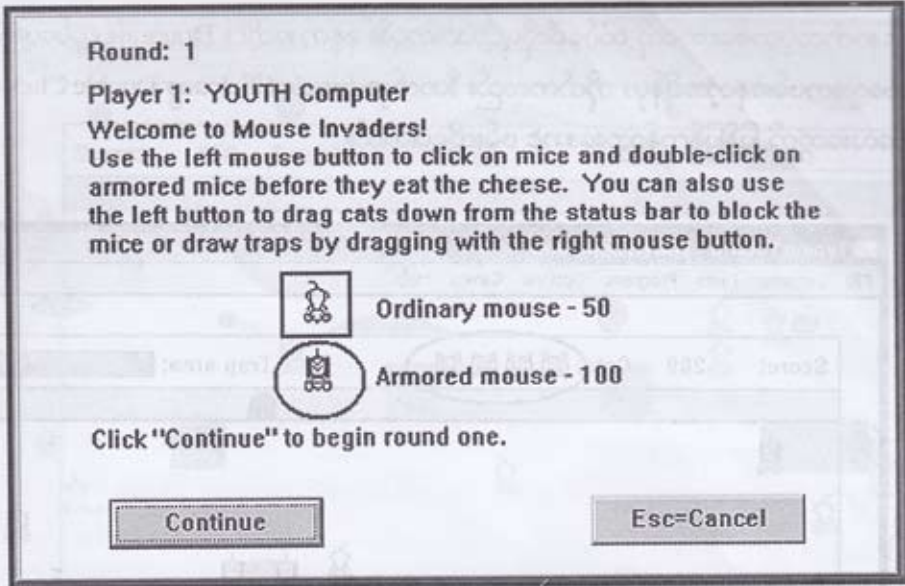 Round: 1
Player 1: YOUTH Computer
Welcome to Mouse Invaders!
Use the left mouse button to click on mice and double-click on
armored mice before they eat the cheese. You can also use
the left button to drag cats down from the status bar to block the
mice or draw traps by dragging with the right mouse button.
Ordinary mouse - 50
Armored mouse - 100
Click "Continue" to begin round one.
Continue
Esc=Cancel